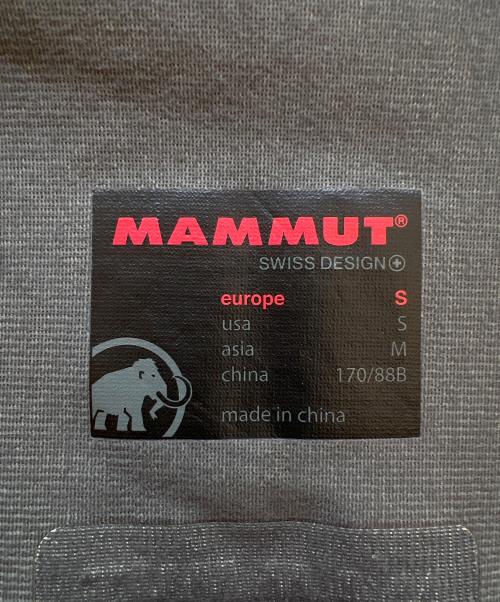 MAMMUT®
SWISS DESIGN
europe S
usa S
asia M
china 170/88B
made in china